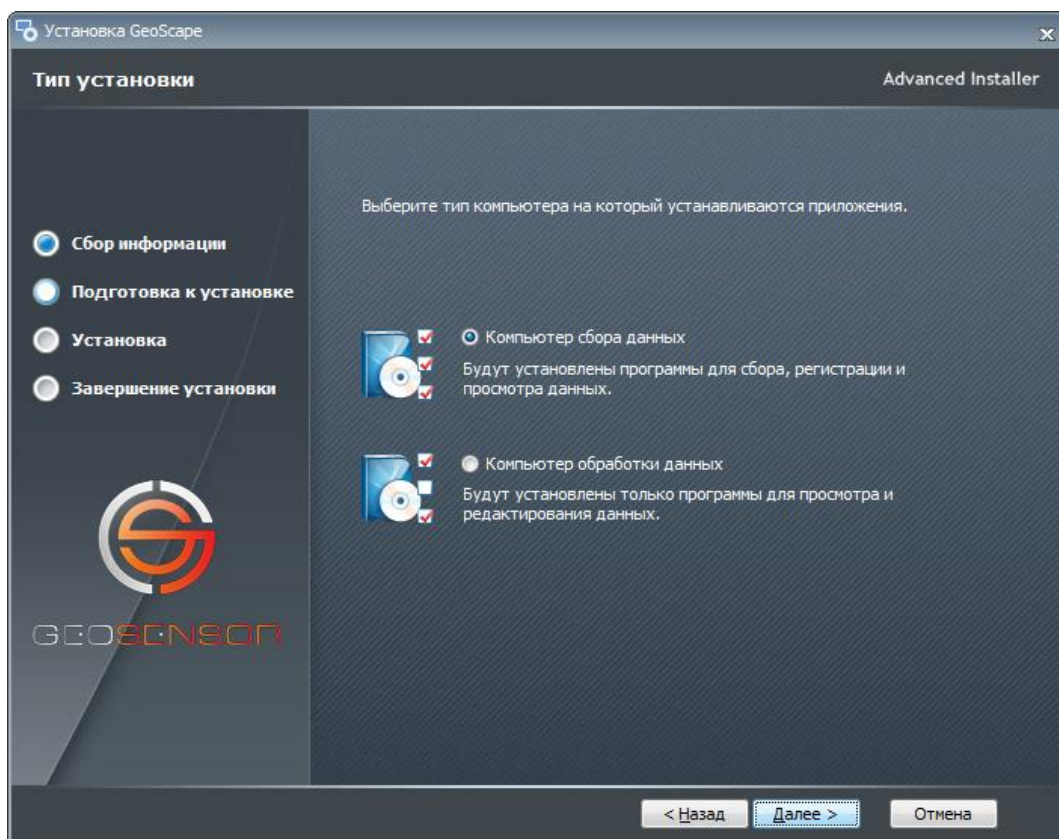 Установка GeoScape
Тип установки
Advanced Installer
Выберите тип компьютера на который устанавливаются приложения.
Сбор информации
Подготовка к установке
Установка
Завершение установки
Компьютер сбора данных
Будут установлены программы для сбора, регистрации и
просмотра данных.
Компьютер обработки данных
Будут установлены только программы для просмотра и
редактирования данных.
GEOSENSOR
< Назад
Далее >
Отмена